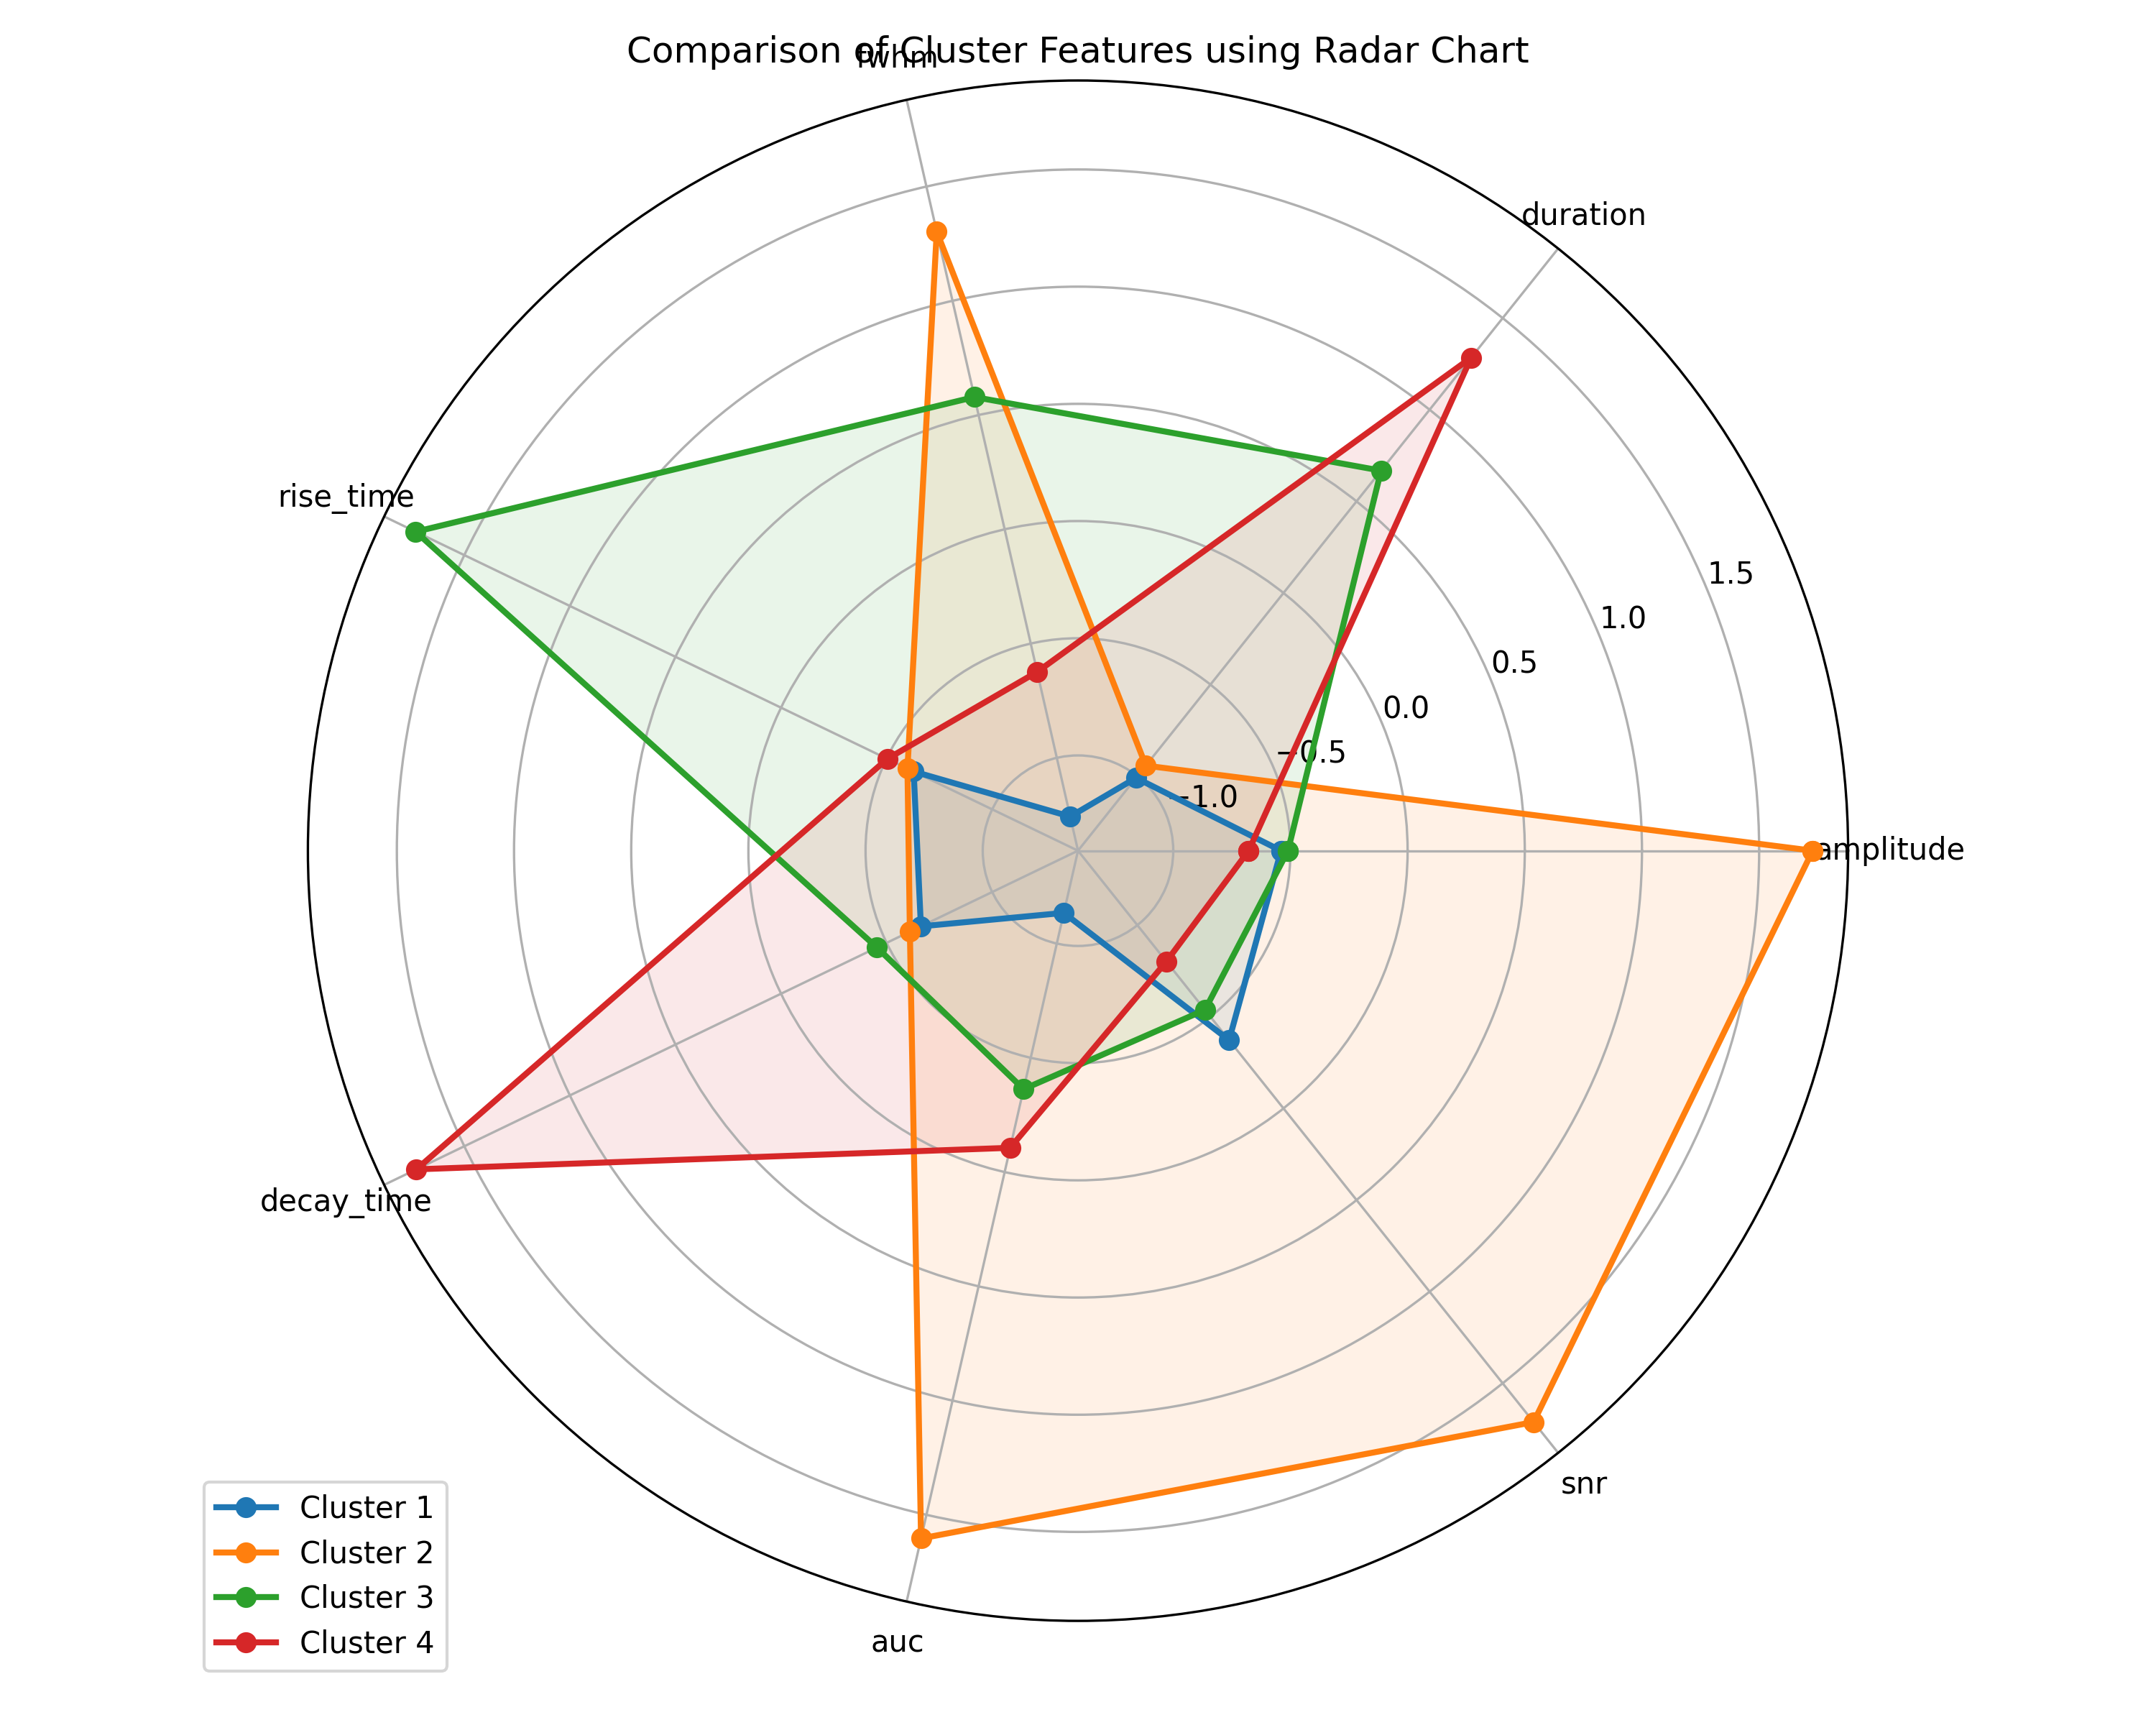 Comparison of Cluster Features using Radar Chart
fwhm
duration
rise_time
1.5
1.0
0.5
0.0
−0.5
−1.0
amplitude
decay_time
snr
auc
Cluster 1
Cluster 2
Cluster 3
Cluster 4